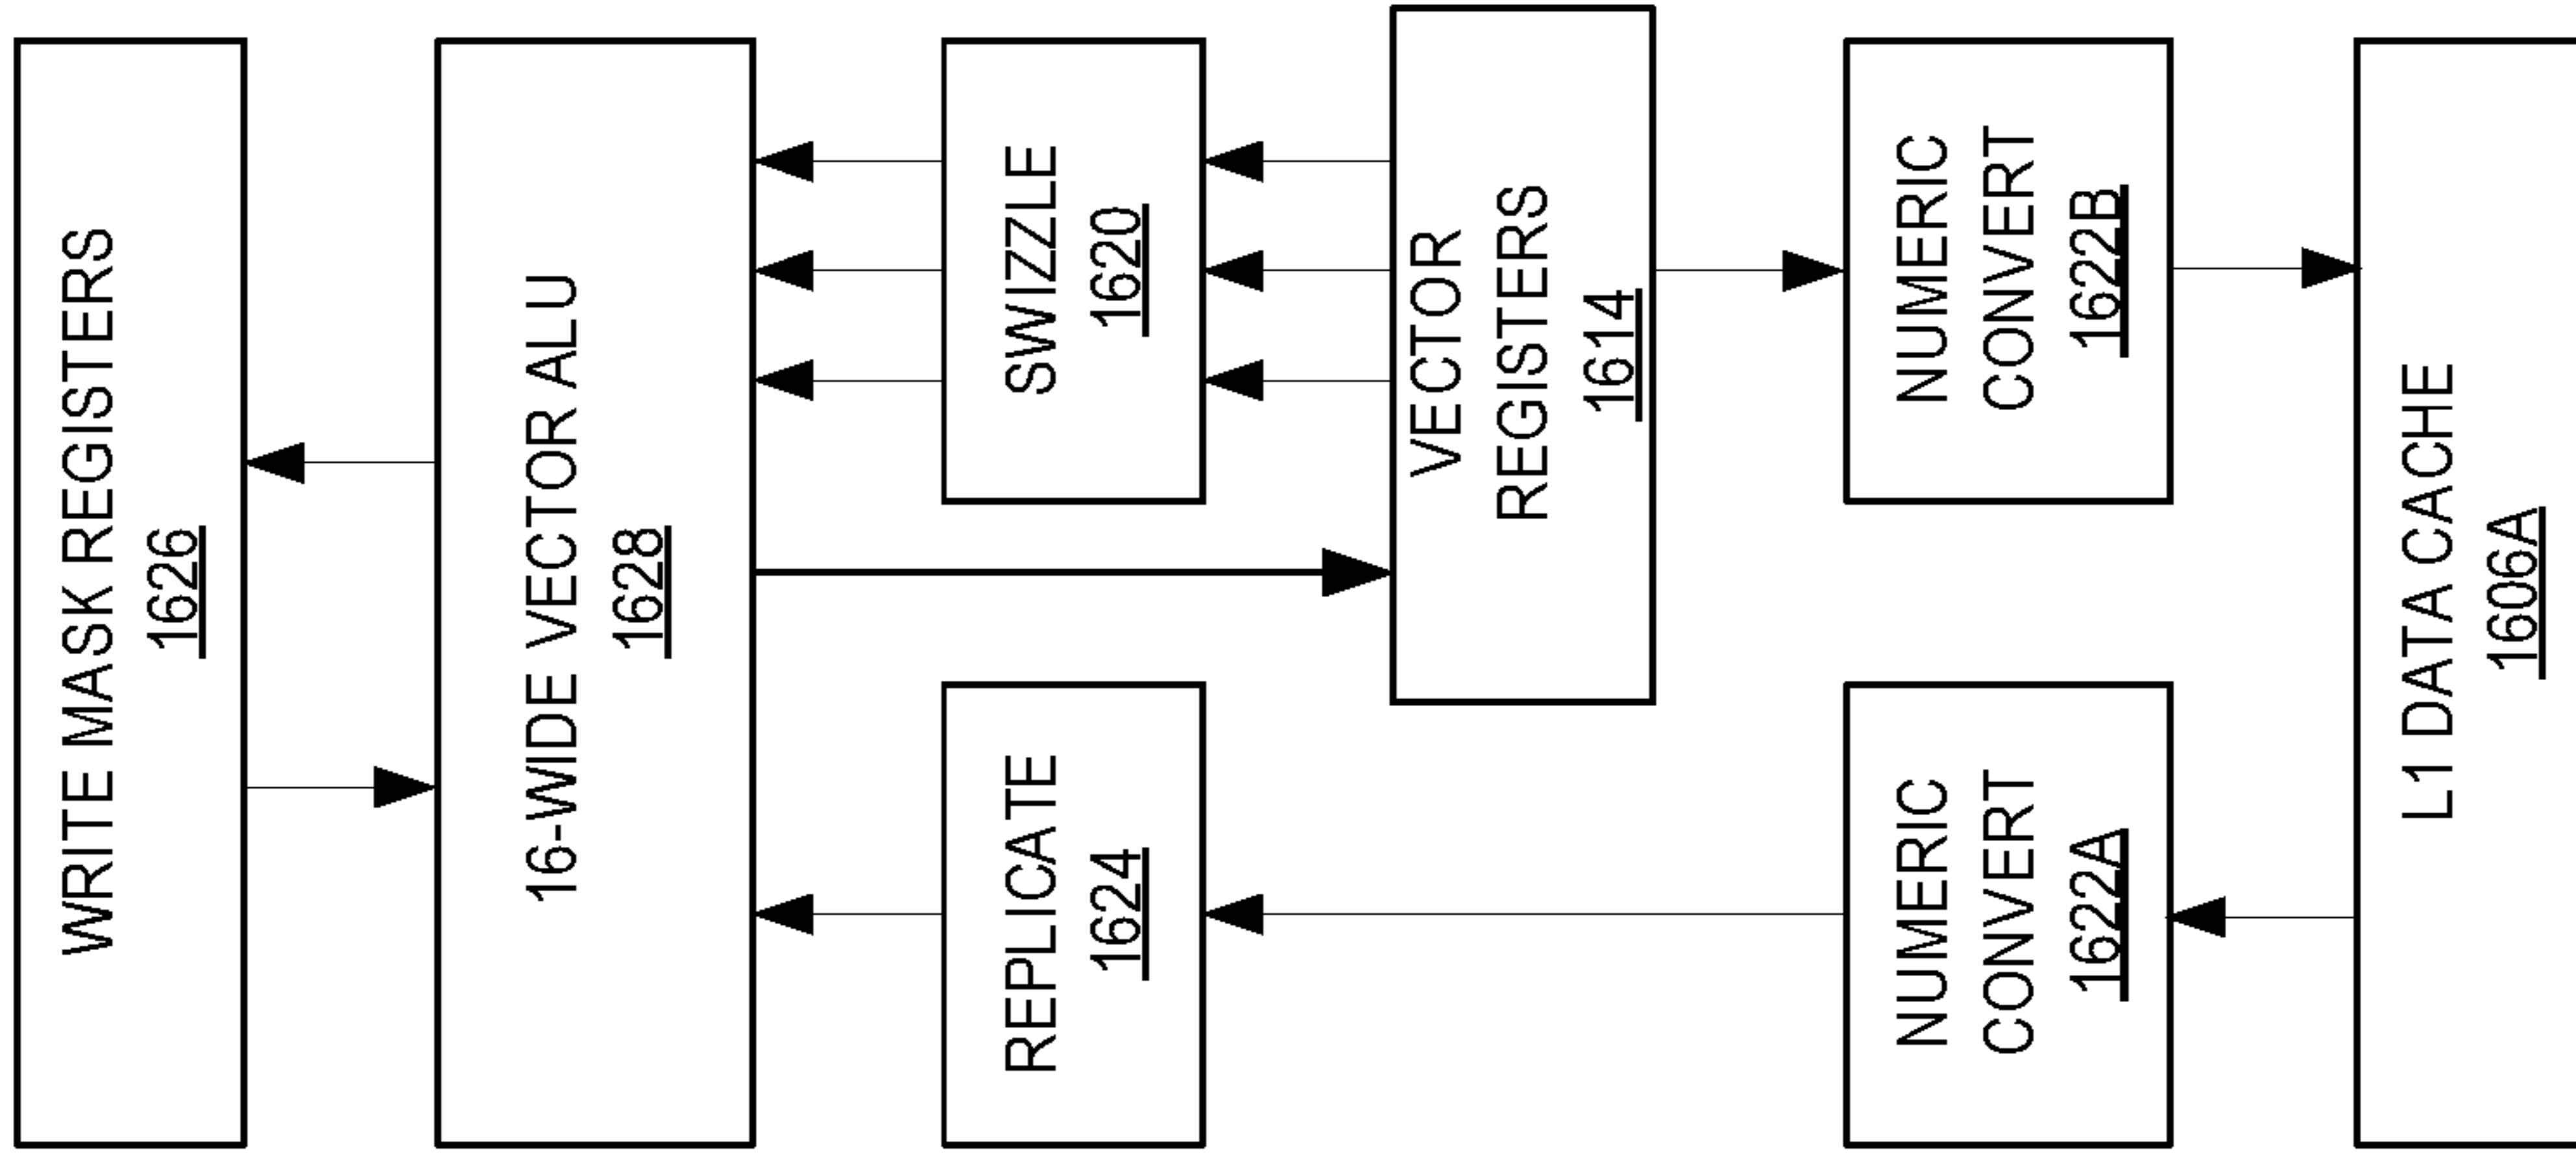 WRITE MASK REGISTERS
1626
16-WIDE VECTOR ALU
1628
REPLICATE
1624
SWIZZLE
1620
VECTOR
REGISTERS
1614
NUMERIC
CONVERT
1622A
NUMERIC
CONVERT
1622B
L1 DATA CACHE
1606A